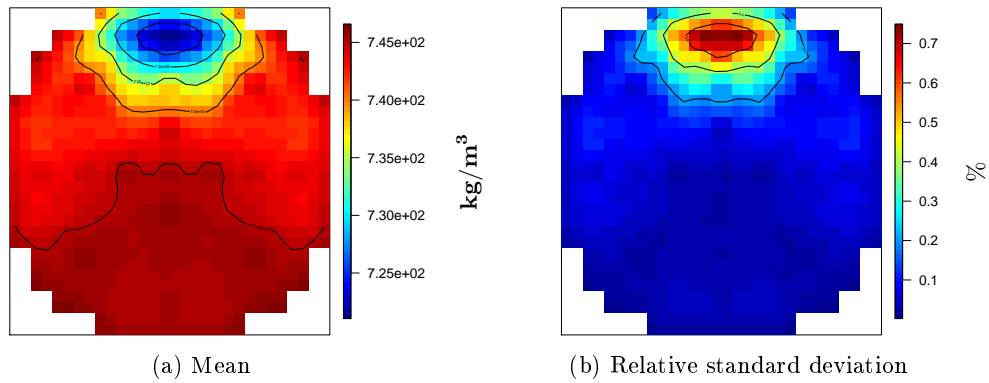 7.45e+02
7.40e+02
7.35e+02
7.30e+02
7.25e+02
kg/m³
0.7
0.6
0.5
0.4
0.3
0.2
0.1
%
(a) Mean
(b) Relative standard deviation